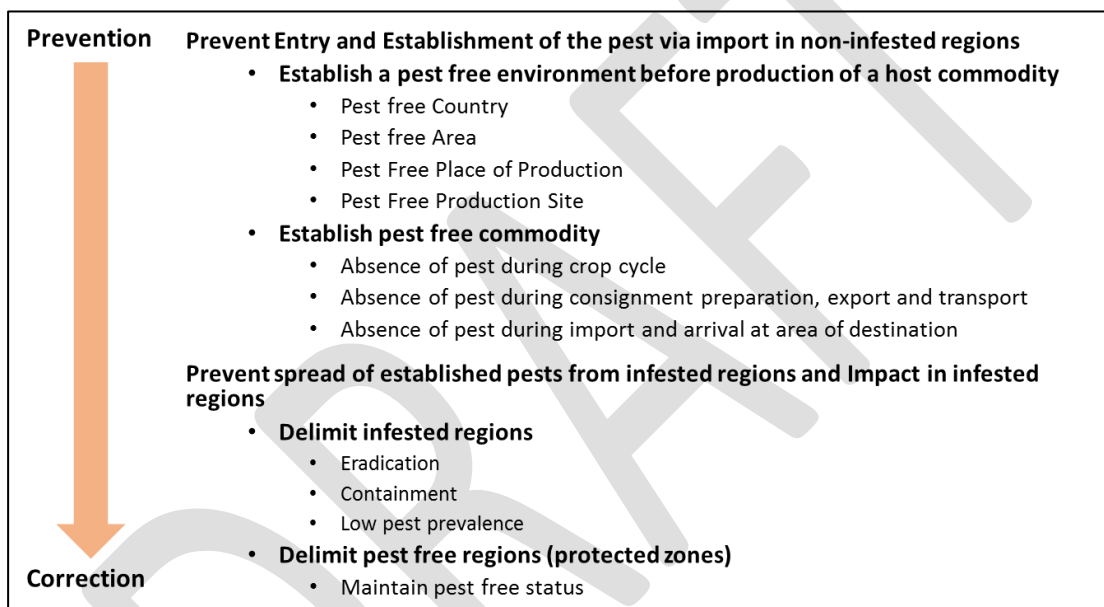 Prevention
Prevent Entry and Establishment of the pest via import in non-infested regions
• Establish a pest free environment before production of a host commodity
• Pest free Country
• Pest free Area
• Pest Free Place of Production
• Pest Free Production Site
• Establish pest free commodity
• Absence of pest during crop cycle
• Absence of pest during consignment preparation, export and transport
• Absence of pest during import and arrival at area of destination
Prevent spread of established pests from infested regions and Impact in infested
regions
• Delimit infested regions
• Eradication
• Containment
• Low pest prevalence
• Delimit pest free regions (protected zones)
Correction
• Maintain pest free status
DRAFT